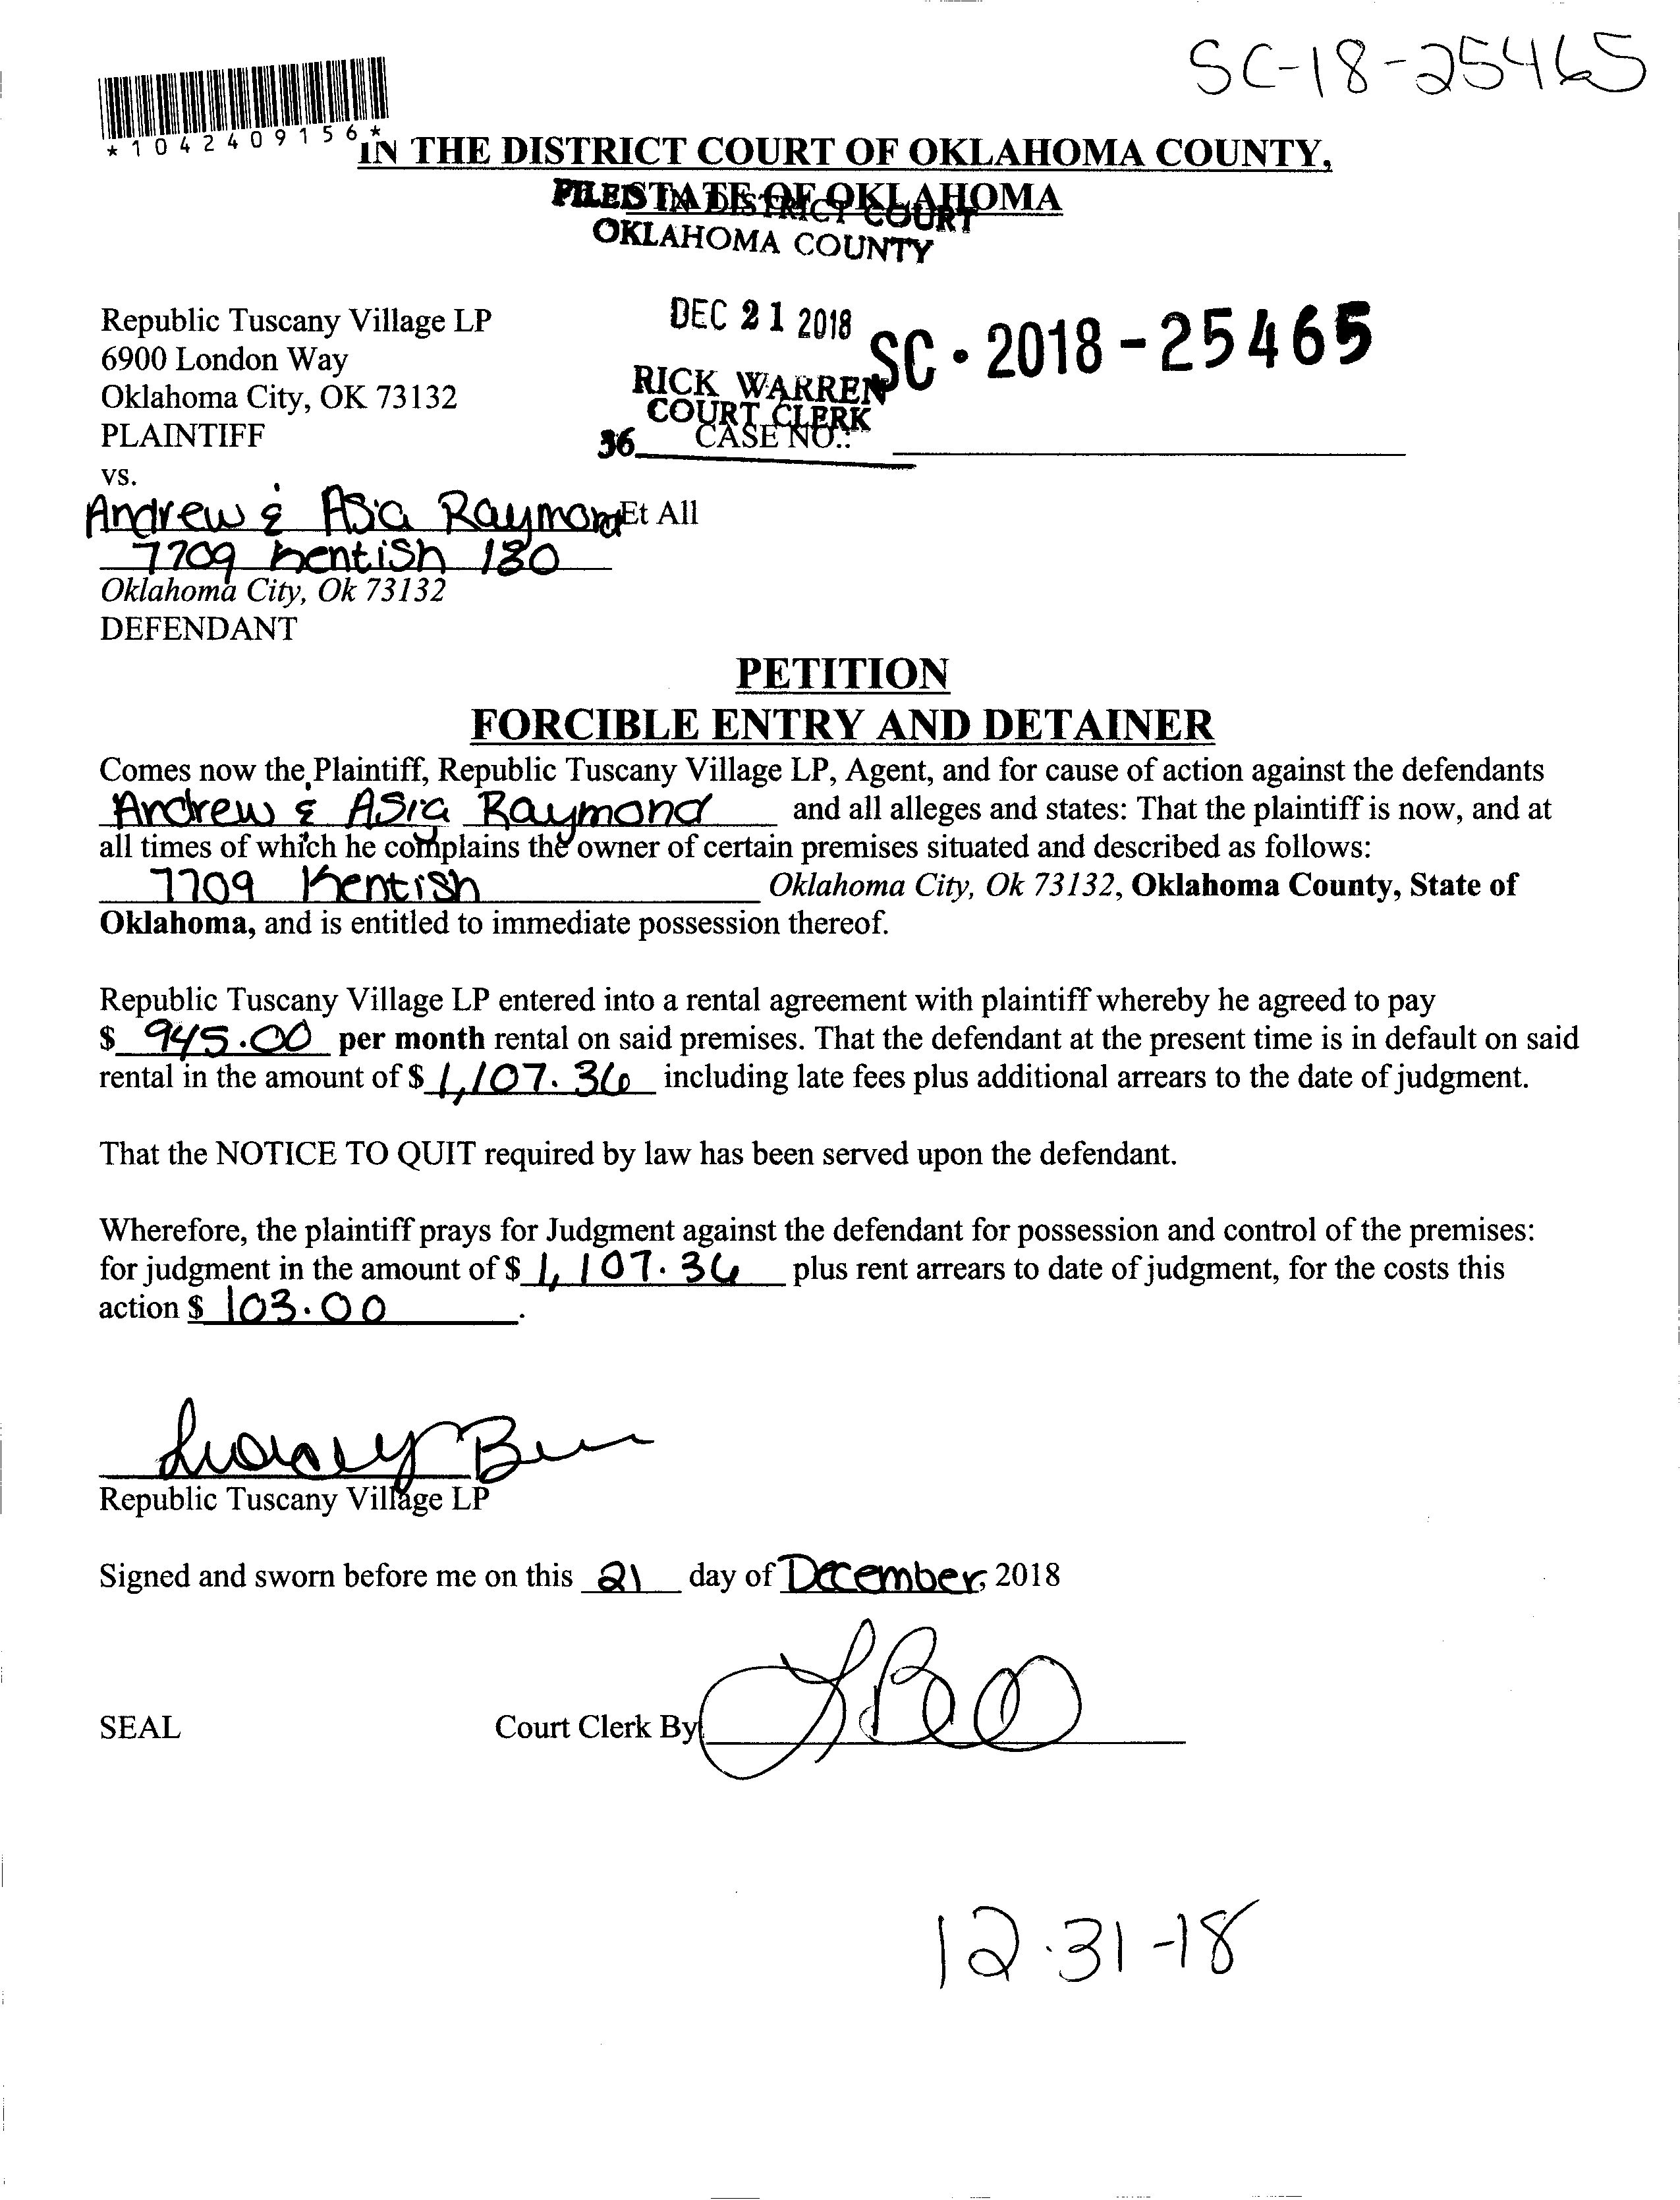 SC-18-25465
*1042409156*
IN THE DISTRICT COURT OF OKLAHOMA COUNTY,
STATE OF OKLAHOMA
FILED IN DISTRICT COURT
OKLAHOMA COUNTY
DEC 21 2018
SC - 2018 - 25465
RICK WARREN
COURT CLERK
36
CASE NO.:
Republic Tuscany Village LP
6900 London Way
Oklahoma City, OK 73132
PLAINTIFF
vs.
Andrew & Asia Raymond Et All
7709 Kentish 180
Oklahoma City, Ok 73132
DEFENDANT
PETITION
FORCIBLE ENTRY AND DETAINER
Comes now the Plaintiff, Republic Tuscany Village LP, Agent, and for cause of action against the defendants
Andrew & Asia Raymond and all alleges and states: That the plaintiff is now, and at
all times of which he complains the owner of certain premises situated and described as follows:
7709 Kentish Oklahoma City, Ok 73132, Oklahoma County, State of
Oklahoma, and is entitled to immediate possession thereof.
Republic Tuscany Village LP entered into a rental agreement with plaintiff whereby he agreed to pay
$ 945.00 per month rental on said premises. That the defendant at the present time is in default on said
rental in the amount of $ 1,107.36 including late fees plus additional arrears to the date of judgment.
That the NOTICE TO QUIT required by law has been served upon the defendant.
Wherefore, the plaintiff prays for Judgment against the defendant for possession and control of the premises:
for judgment in the amount of $ 1,107.36 plus rent arrears to date of judgment, for the costs this
action $ 103.00 .
Republic Tuscany Village LP
Signed and sworn before me on this 21 day of December, 2018
SEAL Court Clerk By
12-31-18